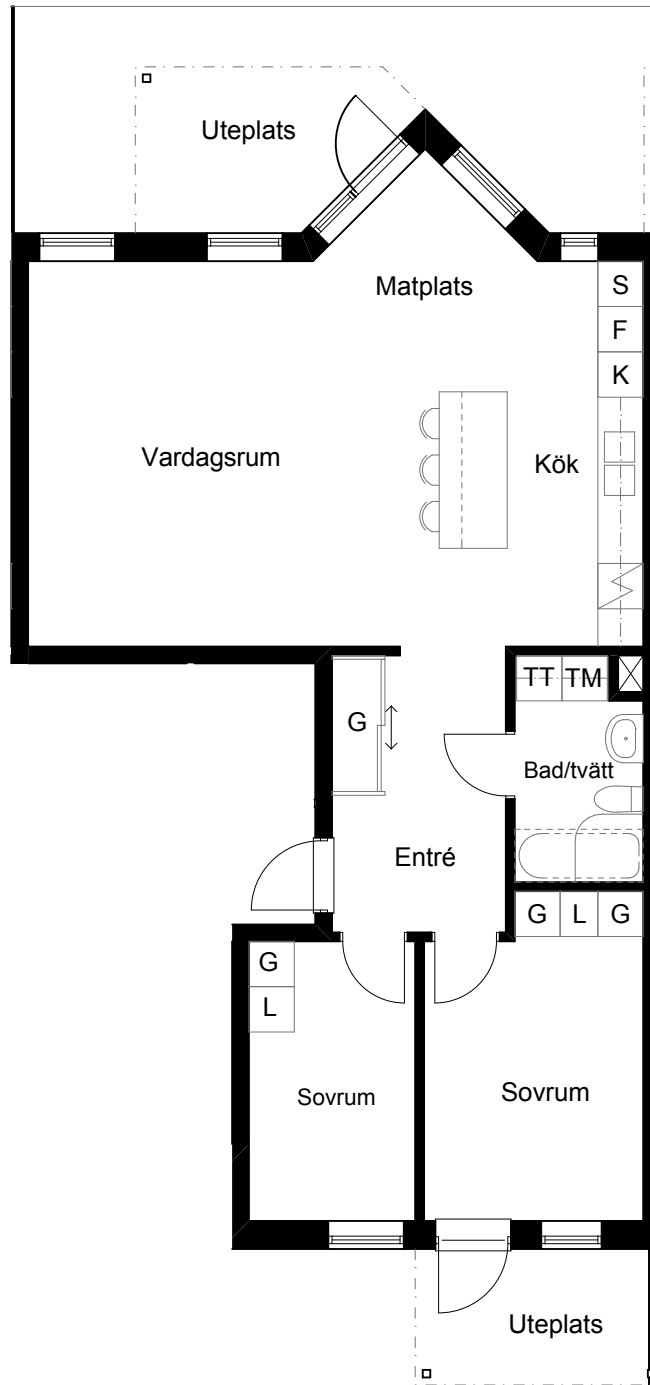 Uteplats
Matplats
S
F
K
Vardagsrum
Kök
TT TM
G
Bad/tvätt
Entré
G L G
G
L
Sovrum
Sovrum
Uteplats